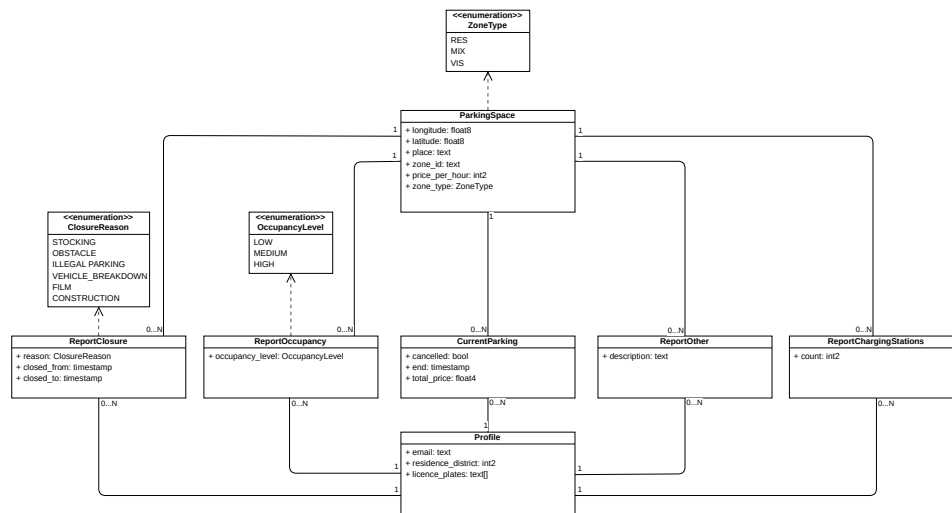 <<enumeration>>
ZoneType
RES
MIX
VIS
ParkingSpace
+ longitude: float8
+ latitude: float8
+ place: text
+ zone_id: text
+ price_per_hour: int2
+ zone_type: ZoneType
1
1
1
1
1
<<enumeration>>
ClosureReason
STOCKING
OBSTACLE
ILLEGAL PARKING
VEHICLE_BREAKDOWN
FILM
CONSTRUCTION
<<enumeration>>
OccupancyLevel
LOW
MEDIUM
HIGH
0...N
0...N
0...N
0...N
0...N
ReportClosure
+ reason: ClosureReason
+ closed_from: timestamp
+ closed_to: timestamp
ReportOccupancy
+ occupancy_level: OccupancyLevel
CurrentParking
+ cancelled: bool
+ end: timestamp
+ total_price: float4
ReportOther
+ description: text
ReportChargingStations
+ count: int2
0...N
0...N
0...N
0...N
0...N
1
Profile
+ email: text
+ residence_district: int2
+ licence_plates: text[]
1
1
1
1